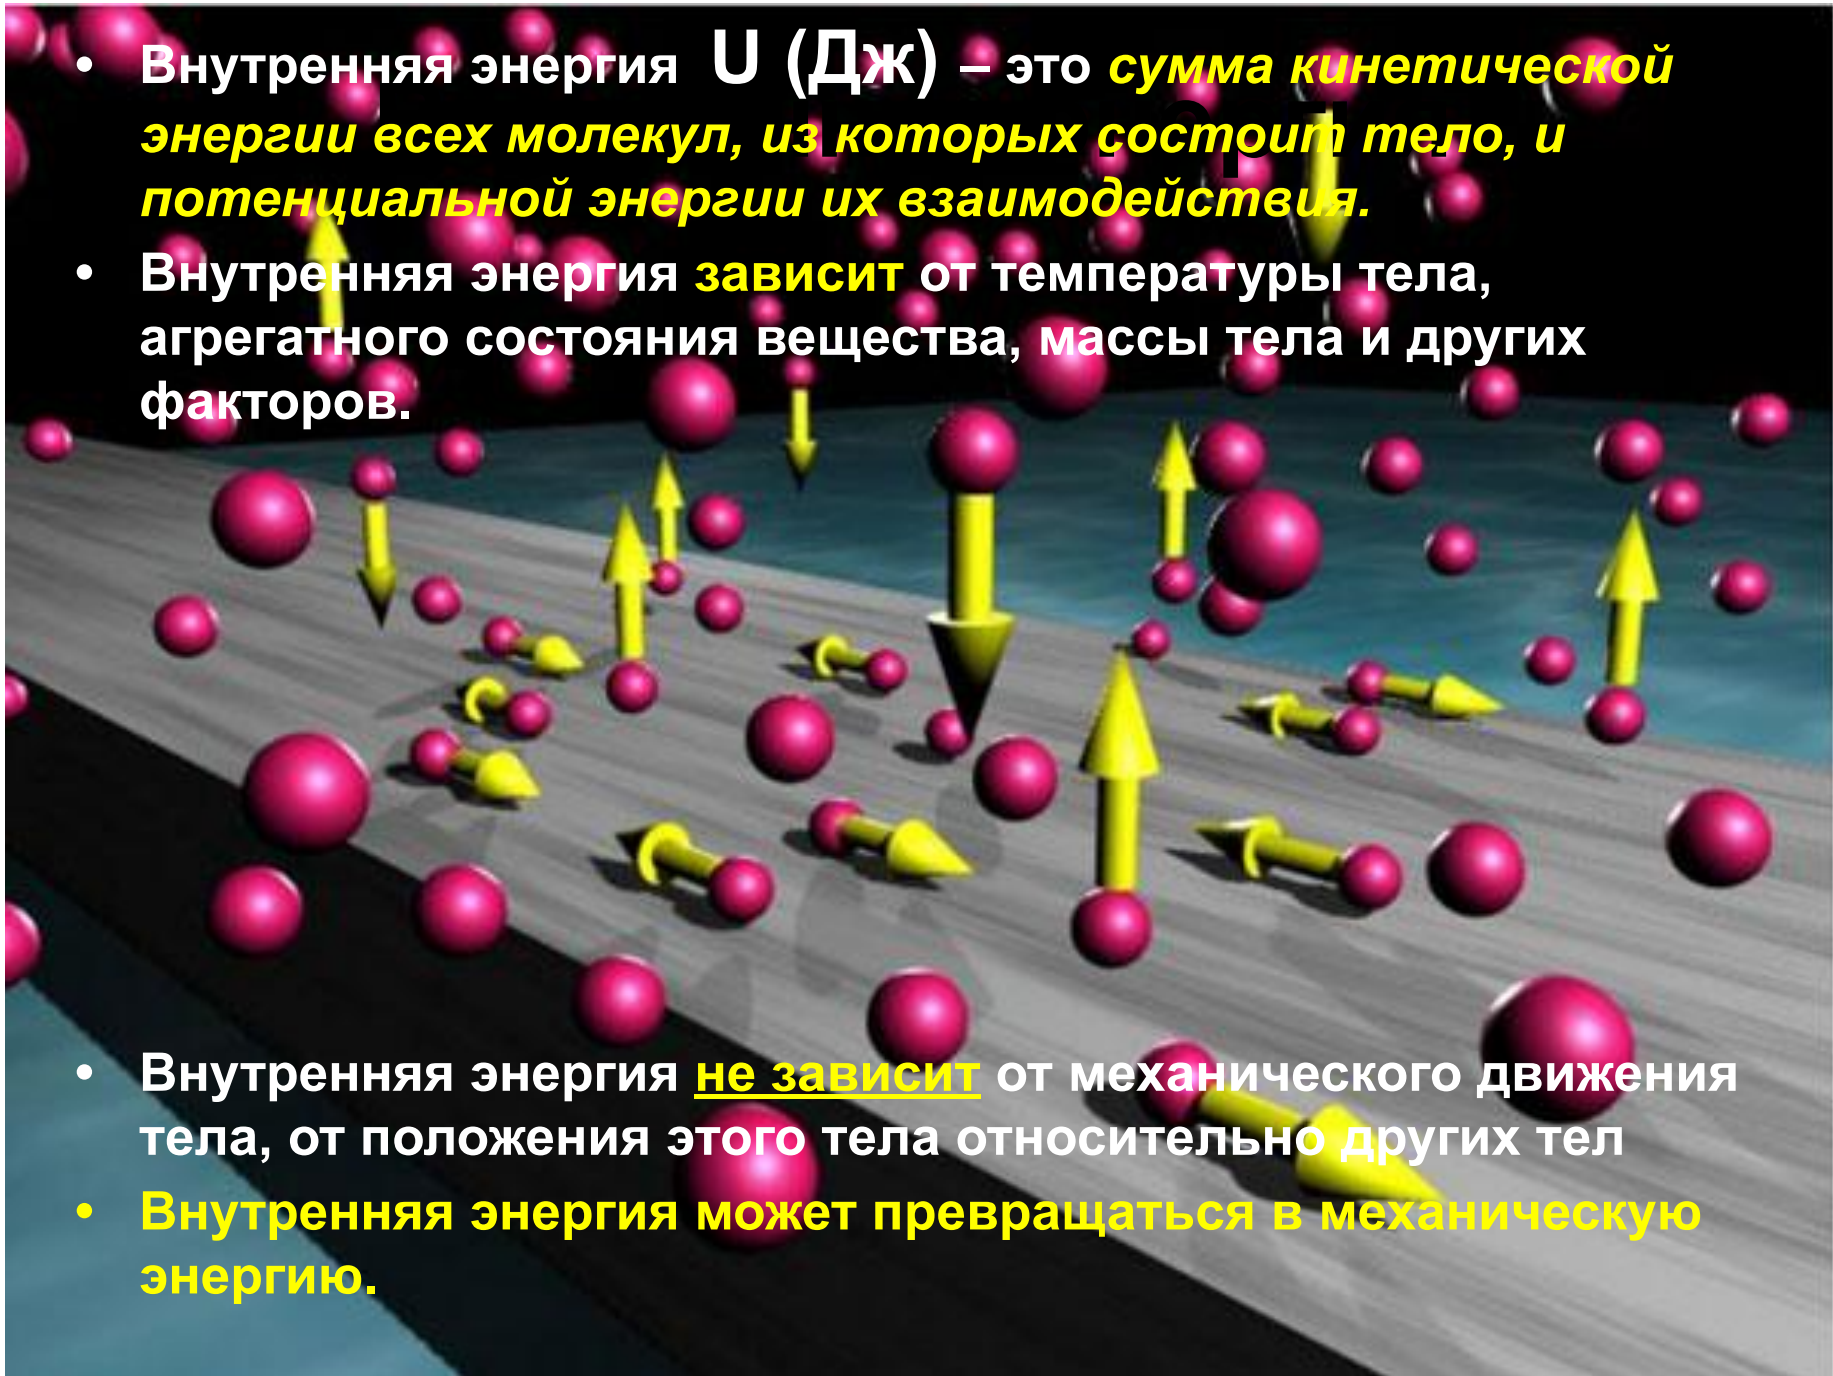 • Внутренняя энергия U (Дж) – это сумма кинетической
энергии всех молекул, из которых состоит тело, и
потенциальной энергии их взаимодействия.
• Внутренняя энергия зависит от температуры тела,
агрегатного состояния вещества, массы тела и других
факторов.
• Внутренняя энергия не зависит от механического движения
тела, от положения этого тела относительно других тел
• Внутренняя энергия может превращаться в механическую
энергию.